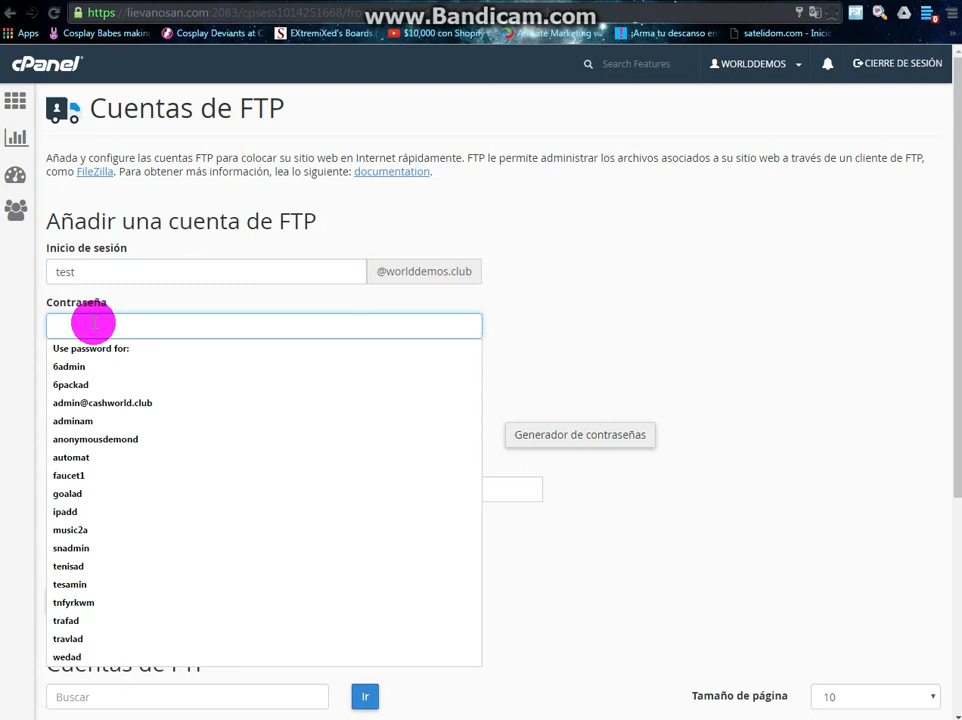 https://lievanosan.com:2083/cpsess1014251668/fro
www.Bandicam.com
Apps
Cosplay Babes makin
Cosplay Deviants at C
EXtremiXed's Boards
$10,000 con Shopify
Affiliate Marketing
¡Arma tu descanso en
satelidom.com - Inicio
cPanel
Search Features
WORLDDEMOS
CIERRE DE SESIÓN
Cuentas de FTP
Añada y configure las cuentas FTP para colocar su sitio web en Internet rápidamente. FTP le permite administrar los archivos asociados a su sitio web a través de un cliente de FTP,
como FileZilla. Para obtener más información, lea lo siguiente: documentation.
Añadir una cuenta de FTP
Inicio de sesión
test
@worlddemos.club
Contraseña
Use password for:
6admin
6packad
admin@cashworld.club
adminam
anonymousdemond
automat
Generador de contraseñas
faucet1
goalad
ipadd
music2a
snadmin
tenisad
tesamin
tnfyrkwm
trafad
travlad
wedad
Cuentas de FTP
Buscar
Ir
Tamaño de página
10